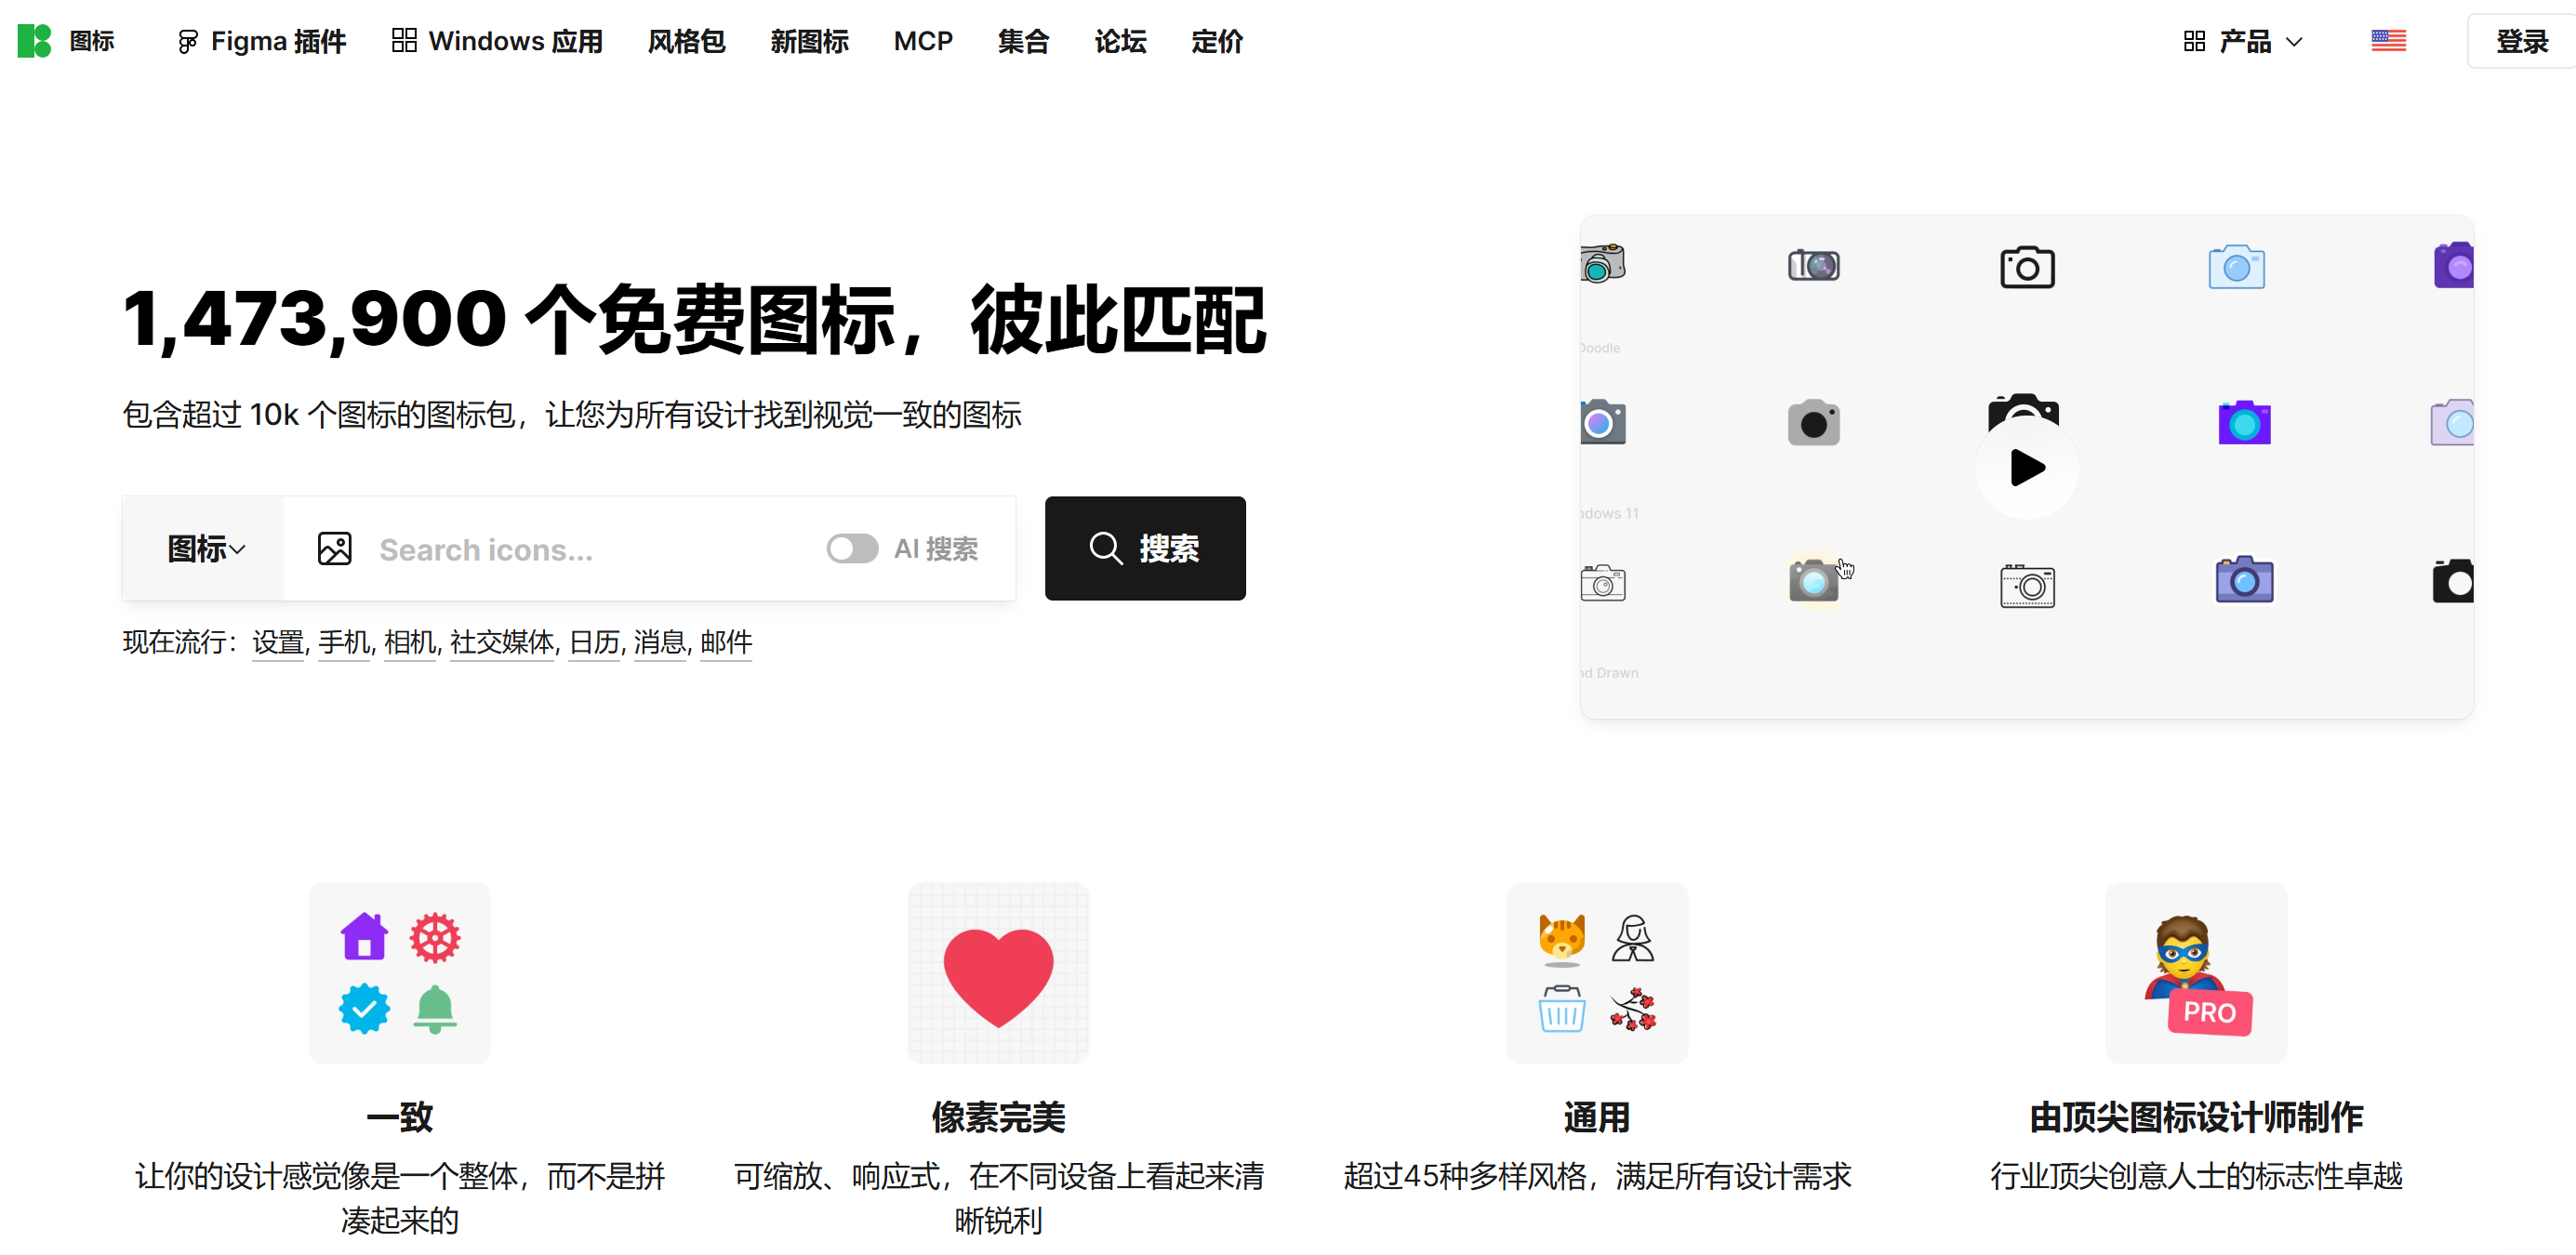 图标 Figma 插件 Windows 应用 风格包 新图标 MCP 集合 论坛 定价 产品 登录
1,473,900 个免费图标，彼此匹配
包含超过 10k 个图标的图标包，让您为所有设计找到视觉一致的图标
图标 Search icons... AI 搜索 搜索
现在流行： 设置, 手机, 相机, 社交媒体, 日历, 消息, 邮件
Doodle
ndows 11
nd Drawn
PRO
一致
让你的设计感觉像是一个整体，而不是拼
凑起来的
像素完美
可缩放、响应式，在不同设备上看起来清
晰锐利
通用
超过45种多样风格，满足所有设计需求
由顶尖图标设计师制作
行业顶尖创意人士的标志性卓越